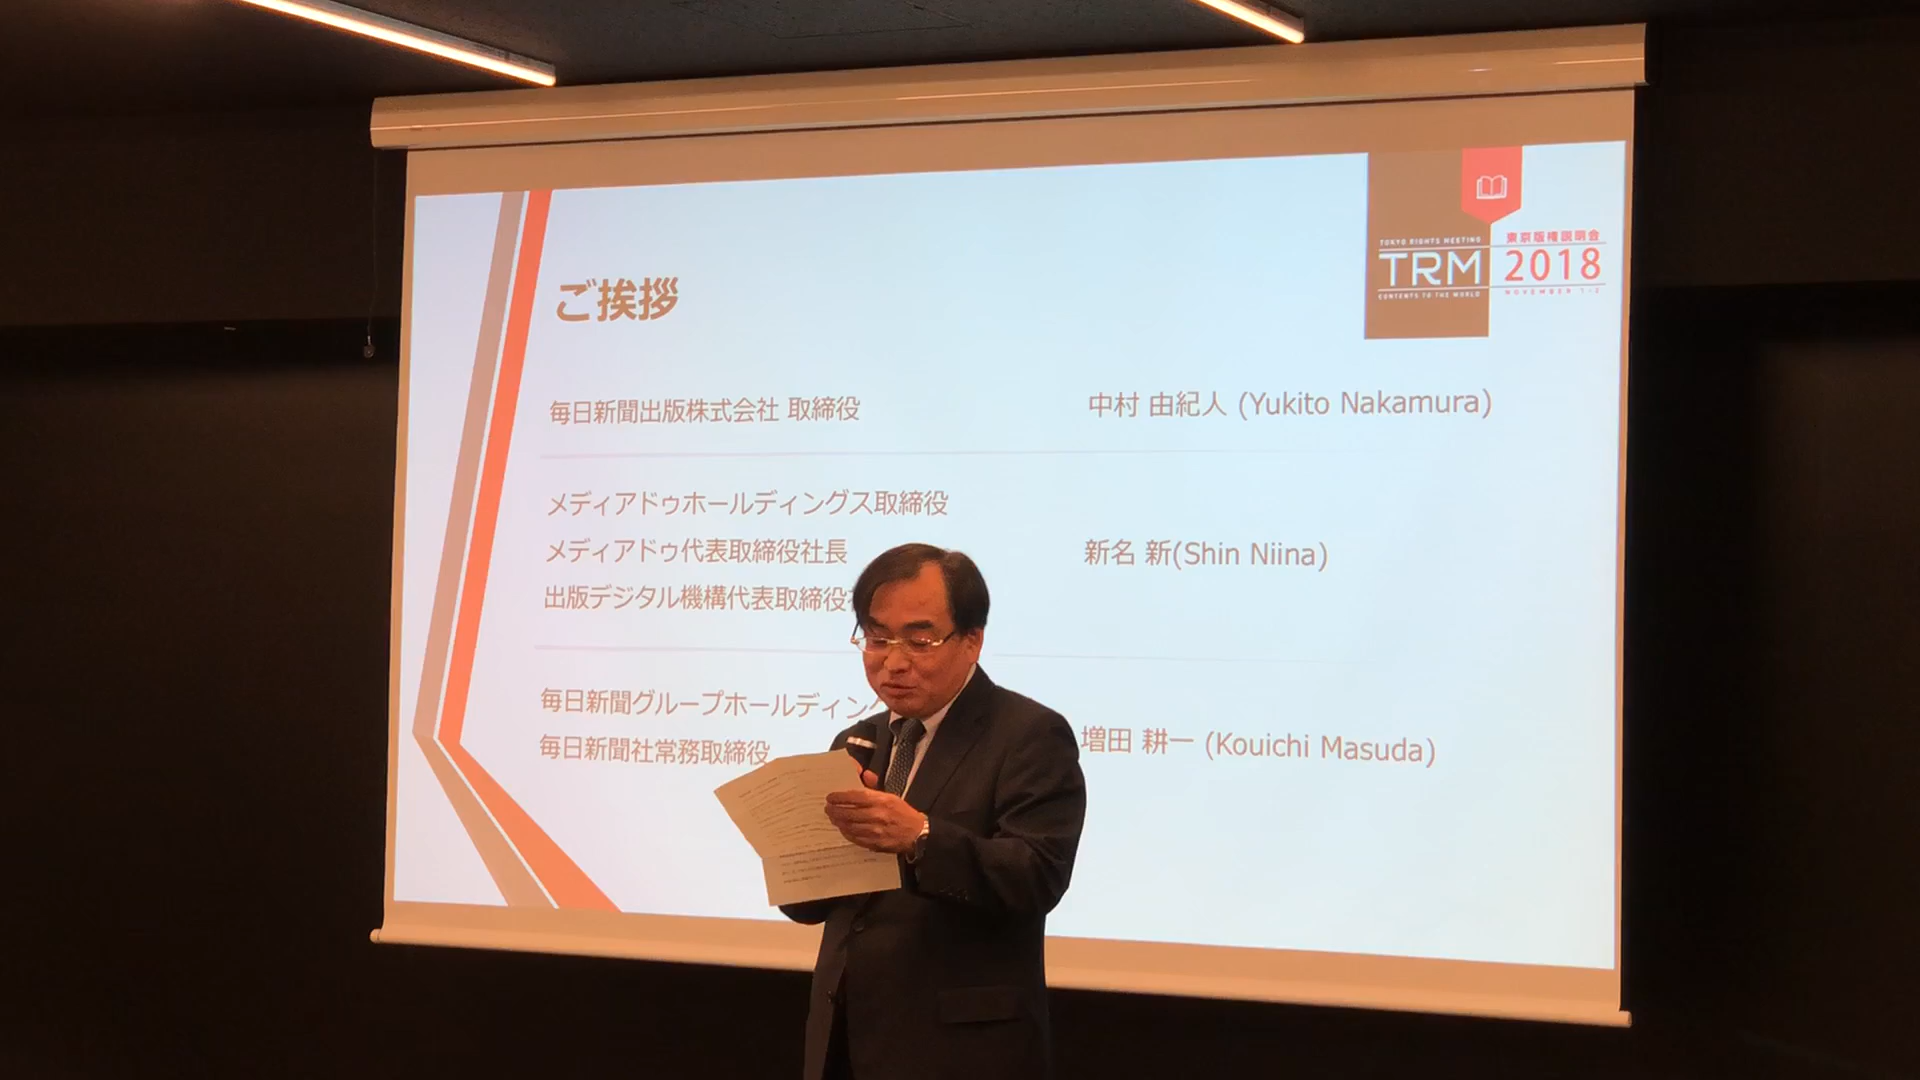 TOKYO RIGHTS MEETING
TRM
CONTENTS TO THE WORLD
東京版権説明会
2018
NOVEMBER 1-2
ご挨拶
毎日新聞出版株式会社 取締役
中村 由紀人 (Yukito Nakamura)
メディアドゥホールディングス取締役
メディアドゥ代表取締役社長
新名 新(Shin Niina)
出版デジタル機構代表取締役
毎日新聞グループホールディン
毎日新聞社常務取締役
増田 耕一 (Kouichi Masuda)